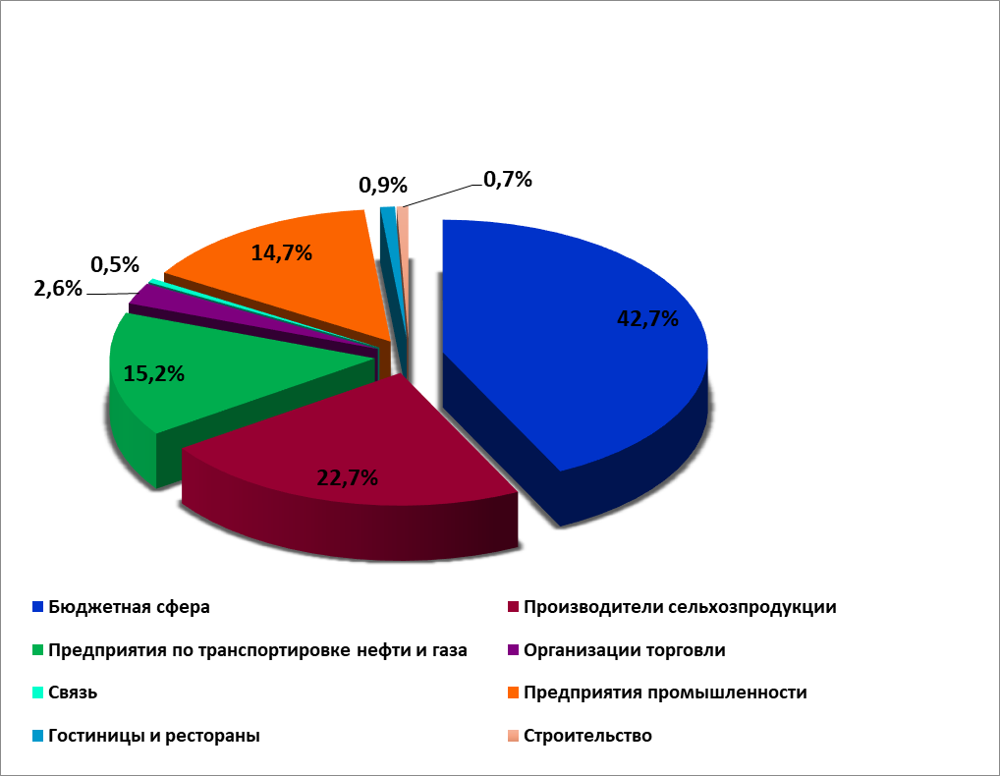 0,9%
0,7%
14,7%
0,5%
2,6%
42,7%
15,2%
22,7%
Бюджетная сфера
Производители сельхозпродукции
Предприятия по транспортировке нефти и газа
Организации торговли
Связь
Предприятия промышленности
Гостиницы и рестораны
Строительство